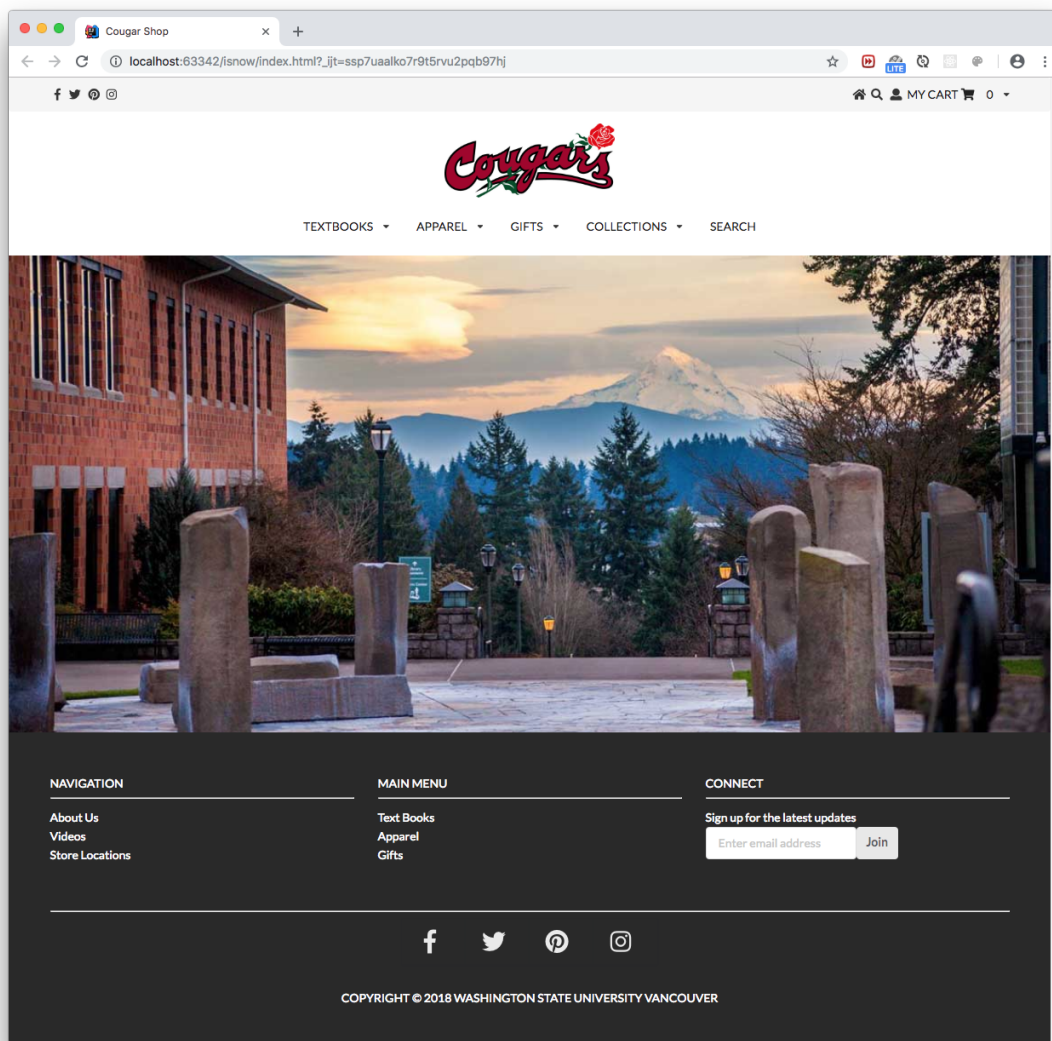 Cougar Shop
localhost:63342/isnow/index.html?_ijt=ssp7uaalko7r9t5rvu2pqb97hj
LITE
MY CART 0
Cougars
TEXTBOOKS APPAREL GIFTS COLLECTIONS SEARCH
NAVIGATION MAIN MENU CONNECT
About Us Text Books Sign up for the latest updates
Videos Apparel Enter email address Join
Store Locations Gifts
COPYRIGHT © 2018 WASHINGTON STATE UNIVERSITY VANCOUVER